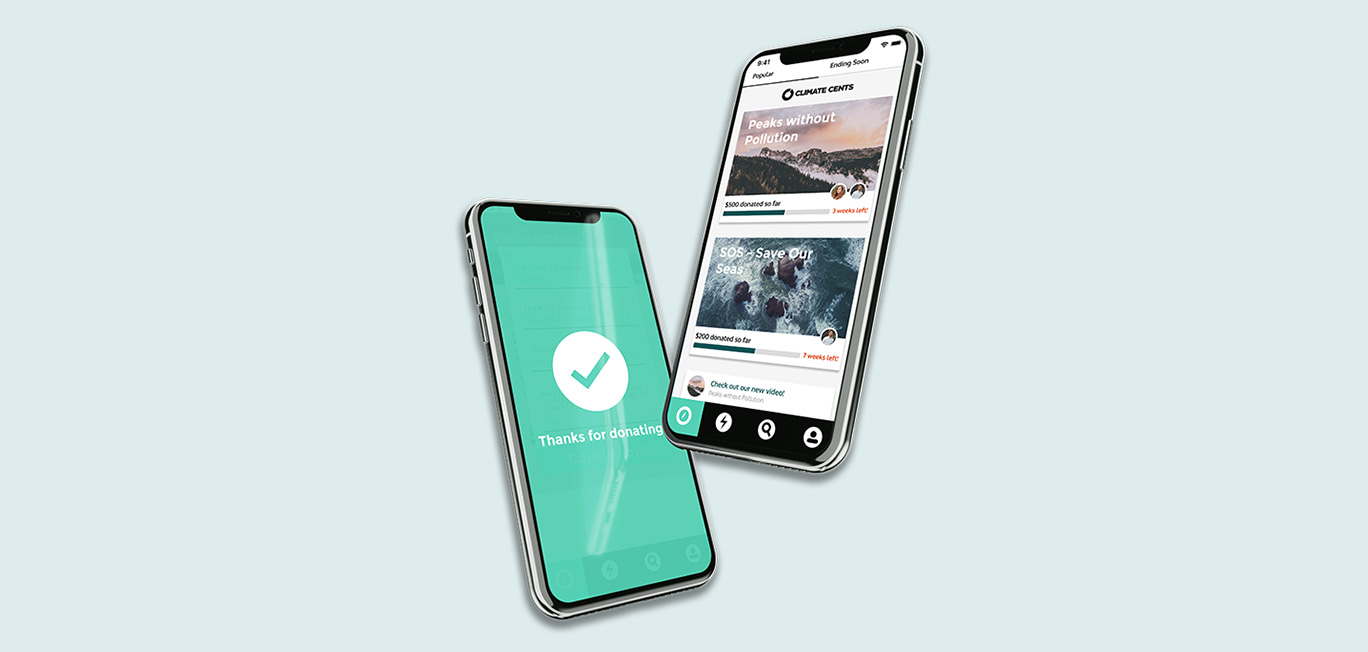 9:41
Popular
Ending Soon
CLIMATE CENTS
Peaks without
Pollution
$500 donated so far
3 weeks left!
SOS - Save Our
Seas
$200 donated so far
7 weeks left!
Check out our new video!
Peaks without Pollution
Thanks for donating